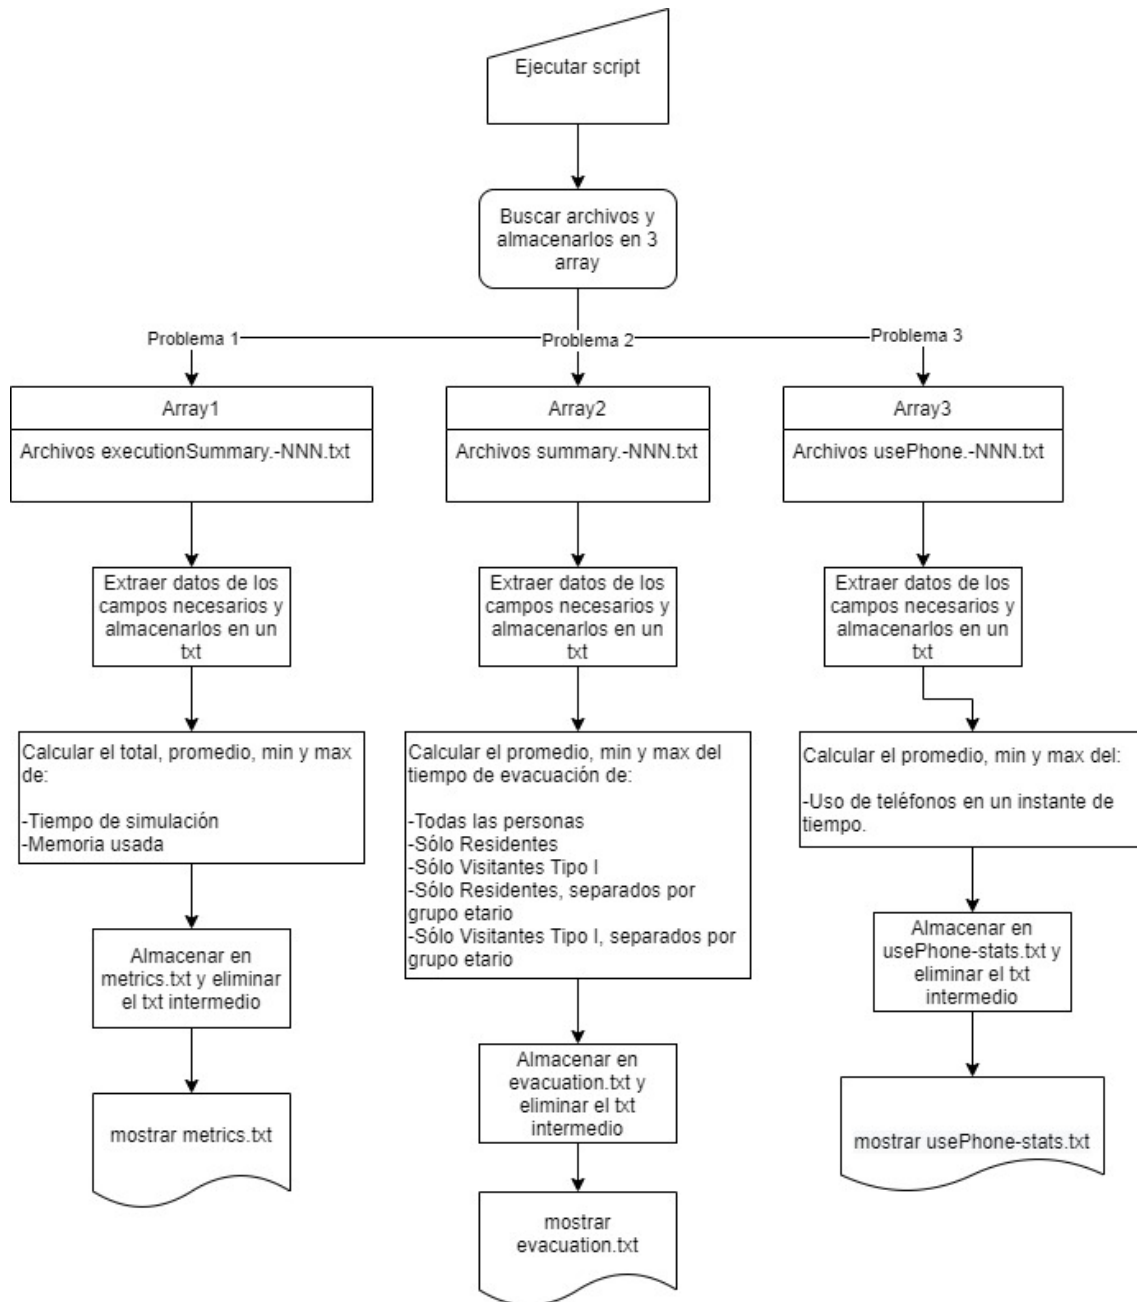 Ejecutar script
Buscar archivos y
almacenarlos en 3
array
Problema 1
Problema 2
Problema 3
Array1
Archivos executionSummary.-NNN.txt
Array2
Archivos summary.-NNN.txt
Array3
Archivos usePhone.-NNN.txt
Extraer datos de los
campos necesarios y
almacenarlos en un
txt
Extraer datos de los
campos necesarios y
almacenarlos en un
txt
Extraer datos de los
campos necesarios y
almacenarlos en un
txt
Calcular el total, promedio, min y max
de:
-Tiempo de simulación
-Memoria usada
Calcular el promedio, min y max del
tiempo de evacuación de:
-Todas las personas
-Sólo Residentes
-Sólo Visitantes Tipo I
-Sólo Residentes, separados por
grupo etario
-Sólo Visitantes Tipo I, separados por
grupo etario
Calcular el promedio, min y max del:
-Uso de teléfonos en un instante de
tiempo.
Almacenar en
metrics.txt y eliminar
el txt intermedio
Almacenar en
evacuation.txt y
eliminar el txt
intermedio
Almacenar en
usePhone-stats.txt y
eliminar el txt
intermedio
mostrar metrics.txt
mostrar
evacuation.txt
mostrar usePhone-stats.txt